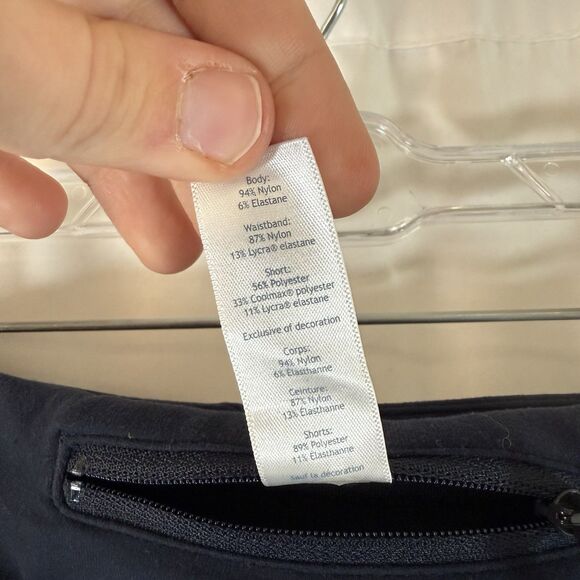 Body:
94% Nylon
6% Elastane
Waistband:
87% Nylon
13% Lycra® elastane
Short:
56% Polyester
33% Coolmax® polyester
11% Lycra® elastane
Exclusive of decoration
Corps:
94% Nylon
6% Élasthanne
Ceinture:
87% Nylon
13% Élasthanne
Shorts:
89% Polyester
11% Élasthanne
sauf la décoration